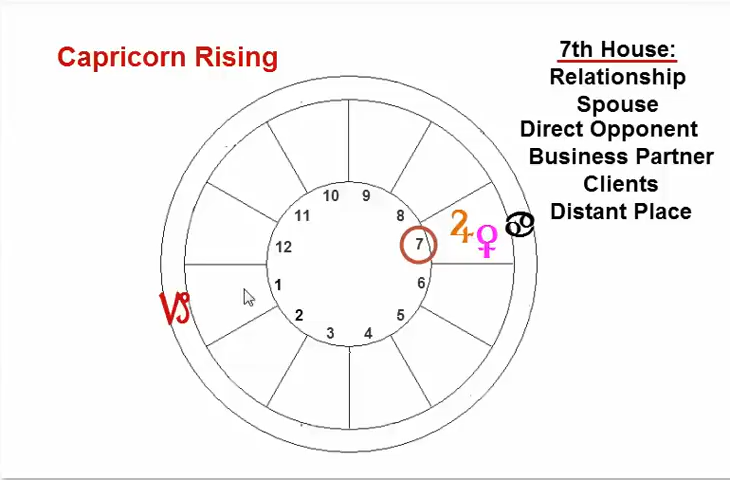 Capricorn Rising
7th House:
Relationship
Spouse
Direct Opponent
Business Partner
Clients
Distant Place
10 9
11 8
12 7
1 6
2 5
3 4
♃ ♀ ♋
♑